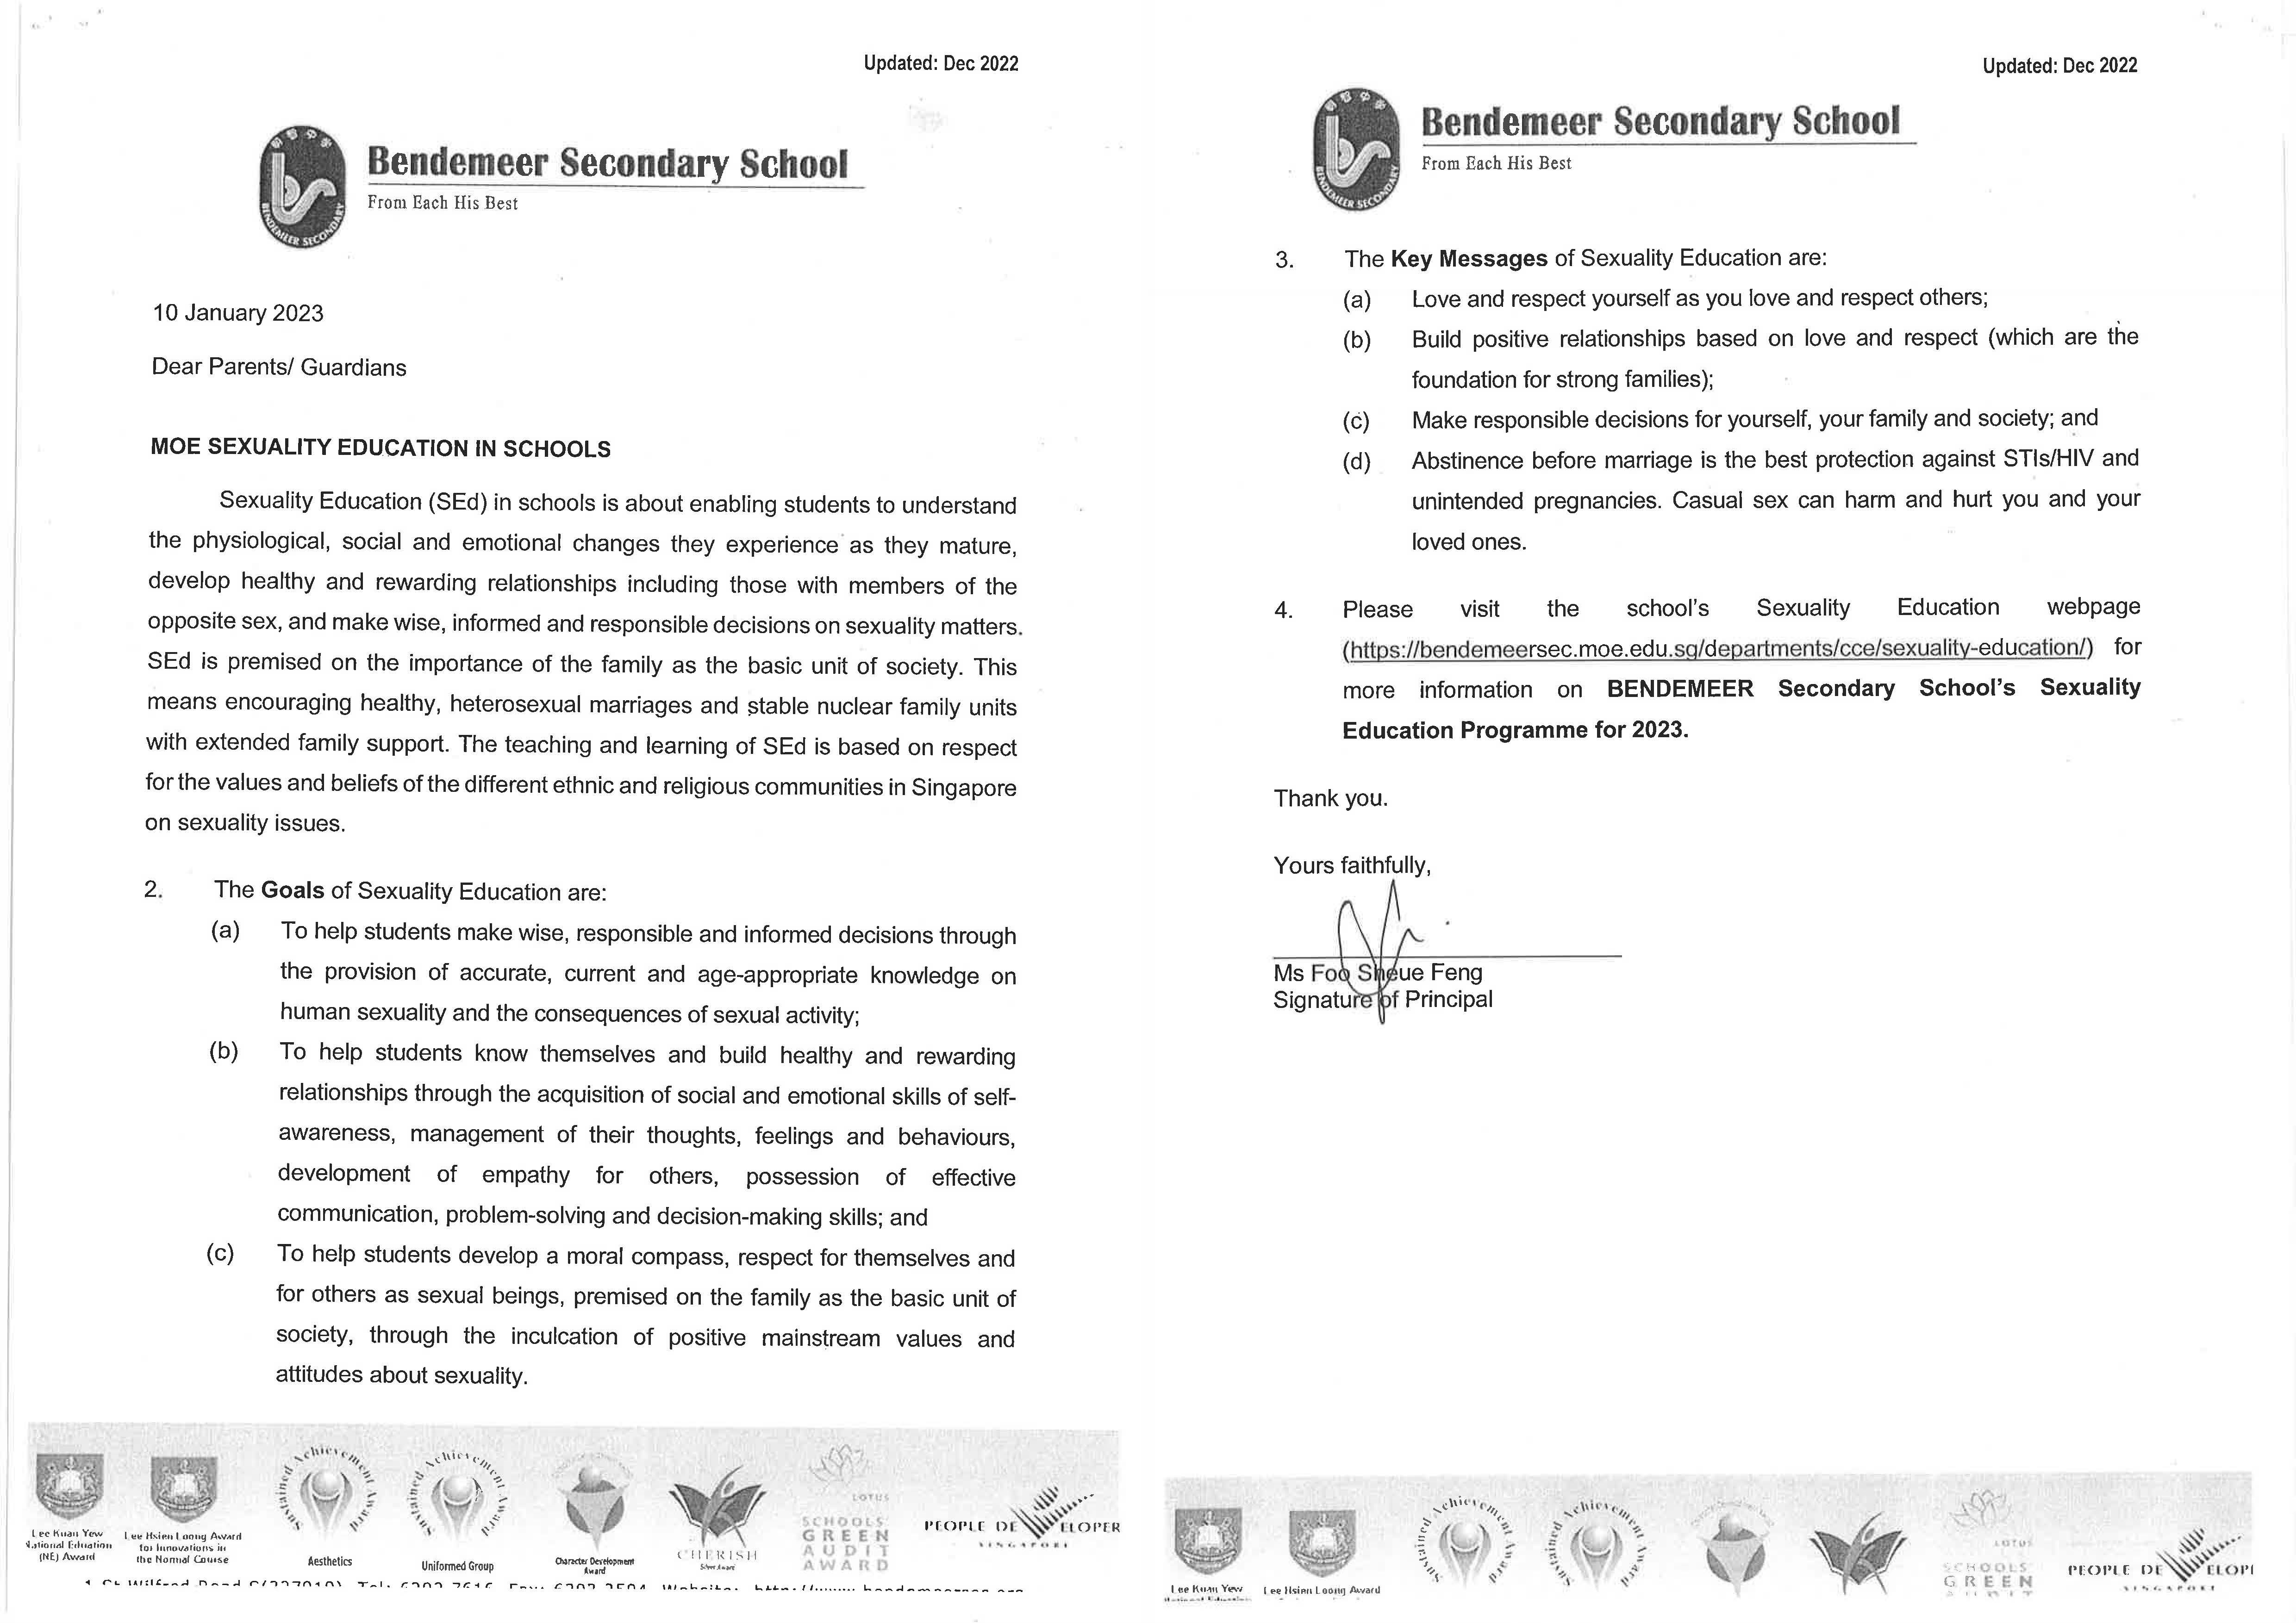 Updated: Dec 2022
Bendemeer Secondary School
From Each His Best
BENDEMEER SECONDARY
10 January 2023
Dear Parents/ Guardians
MOE SEXUALITY EDUCATION IN SCHOOLS
Sexuality Education (SEd) in schools is about enabling students to understand
the physiological, social and emotional changes they experience as they mature,
develop healthy and rewarding relationships including those with members of the
opposite sex, and make wise, informed and responsible decisions on sexuality matters.
SEd is premised on the importance of the family as the basic unit of society. This
means encouraging healthy, heterosexual marriages and stable nuclear family units
with extended family support. The teaching and learning of SEd is based on respect
for the values and beliefs of the different ethnic and religious communities in Singapore
on sexuality issues.
2. The Goals of Sexuality Education are:
(a) To help students make wise, responsible and informed decisions through
the provision of accurate, current and age-appropriate knowledge on
human sexuality and the consequences of sexual activity;
(b) To help students know themselves and build healthy and rewarding
relationships through the acquisition of social and emotional skills of self-
awareness, management of their thoughts, feelings and behaviours,
development of empathy for others, possession of effective
communication, problem-solving and decision-making skills; and
(c) To help students develop a moral compass, respect for themselves and
for others as sexual beings, premised on the family as the basic unit of
society, through the inculcation of positive mainstream values and
attitudes about sexuality.
Lee Kuan Yew
National Education
(NE) Award
Lee Hsien Loong Award
for Innovations in
the Normal Course
Sustained Achievement Award
Aesthetics
Sustained Achievement Award
Uniformed Group
Character Development
Award
CHERISH
Silver Award
LOTUS
SCHOOLS
GREEN
AUDIT
AWARD
PEOPLE DEVELOPER
SINGAPORE
Updated: Dec 2022
Bendemeer Secondary School
From Each His Best
BENDEMEER SECONDARY
3. The Key Messages of Sexuality Education are:
(a) Love and respect yourself as you love and respect others;
(b) Build positive relationships based on love and respect (which are the
foundation for strong families);
(c) Make responsible decisions for yourself, your family and society; and
(d) Abstinence before marriage is the best protection against STIs/HIV and
unintended pregnancies. Casual sex can harm and hurt you and your
loved ones.
4. Please visit the school's Sexuality Education webpage
(https://bendemeersec.moe.edu.sg/departments/cce/sexuality-education/) for
more information on BENDEMEER Secondary School's Sexuality
Education Programme for 2023.
Thank you.
Yours faithfully,
Ms Foo Sheue Feng
Signature of Principal
Lee Kuan Yew
Lee Hsien Loong Award
Sustained Achievement Award
Sustained Achievement Award
LOTUS
SCHOOLS
GREEN
PEOPLE DEVELOP
SINGAPORE